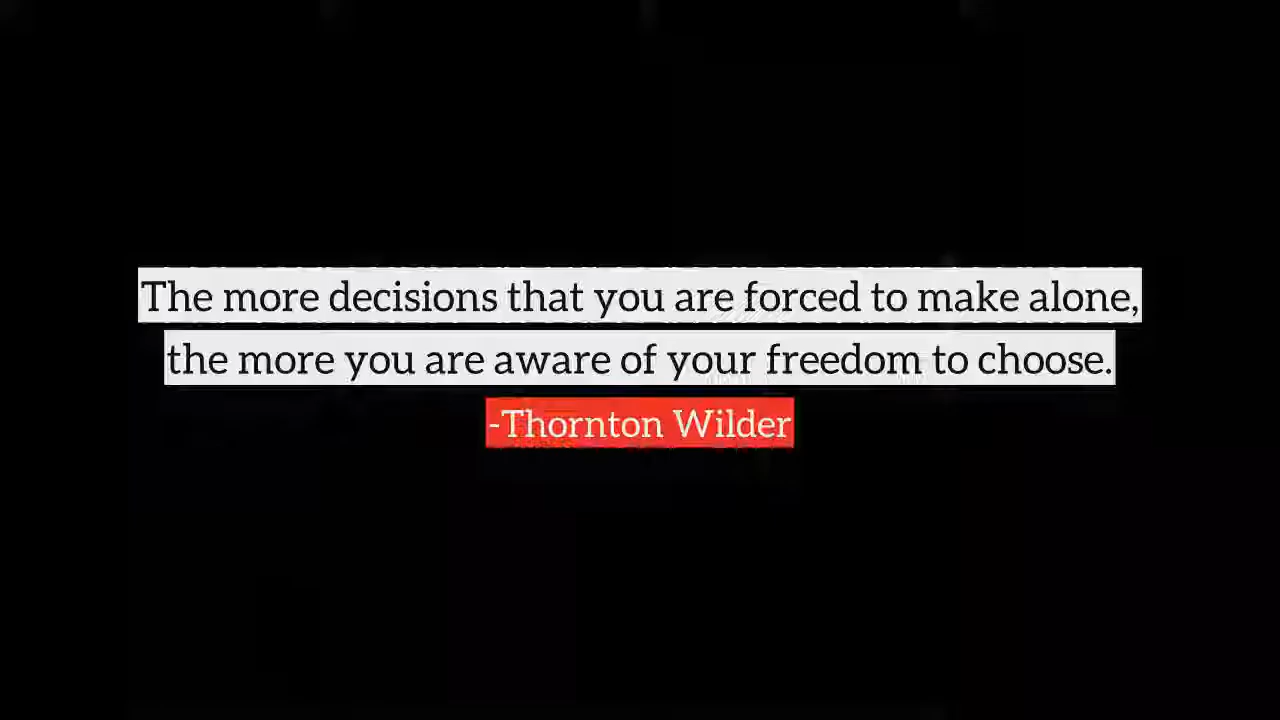 The more decisions that you are forced to make alone,
the more you are aware of your freedom to choose.
-Thornton Wilder